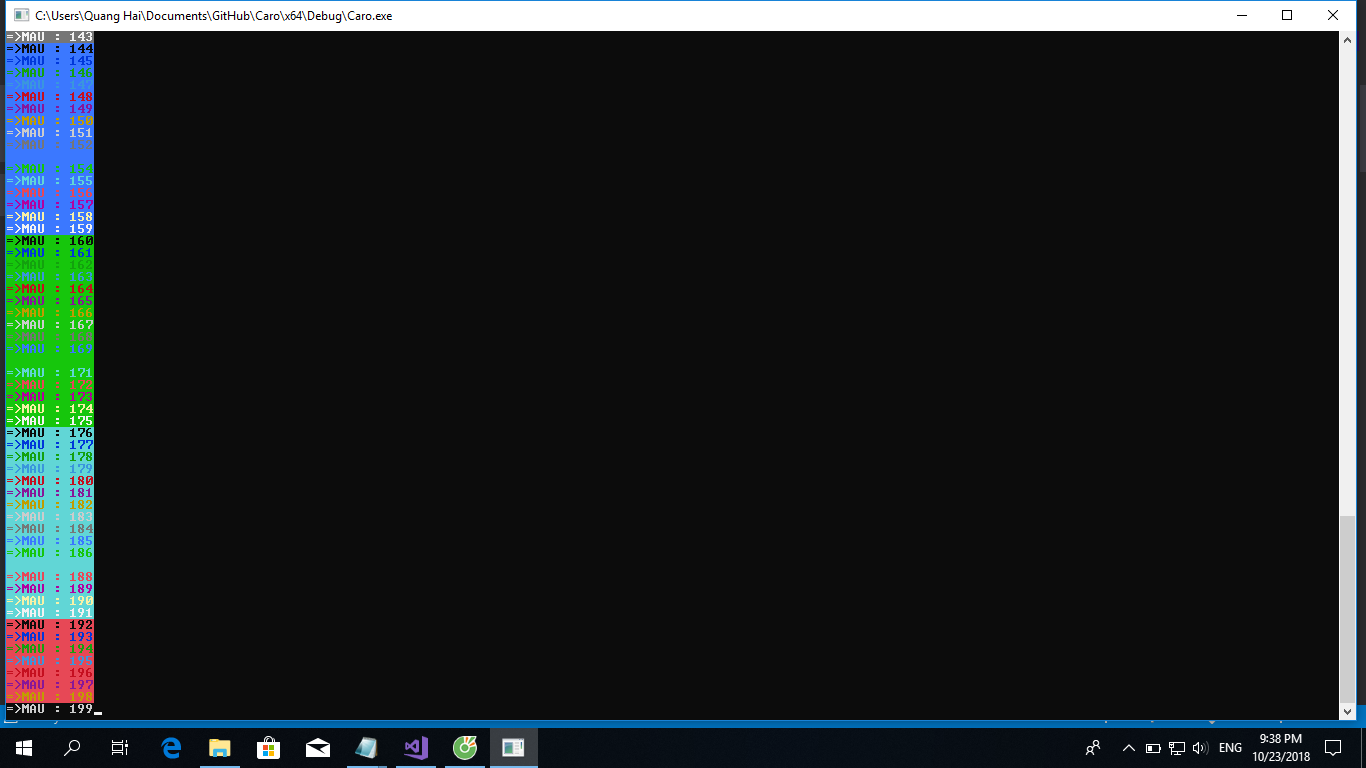 C:\Users\Quang Hai\Documents\GitHub\Caro\x64\Debug\Caro.exe
=>MAU : 143
=>MAU : 144
=>MAU : 145
=>MAU : 146
=>MAU : 147
=>MAU : 148
=>MAU : 149
=>MAU : 150
=>MAU : 151
=>MAU : 152
=>MAU : 154
=>MAU : 155
=>MAU : 156
=>MAU : 157
=>MAU : 158
=>MAU : 159
=>MAU : 160
=>MAU : 161
=>MAU : 162
=>MAU : 163
=>MAU : 164
=>MAU : 165
=>MAU : 166
=>MAU : 167
=>MAU : 168
=>MAU : 169
=>MAU : 171
=>MAU : 172
=>MAU : 173
=>MAU : 174
=>MAU : 175
=>MAU : 176
=>MAU : 177
=>MAU : 178
=>MAU : 179
=>MAU : 180
=>MAU : 181
=>MAU : 182
=>MAU : 183
=>MAU : 184
=>MAU : 185
=>MAU : 186
=>MAU : 188
=>MAU : 189
=>MAU : 190
=>MAU : 191
=>MAU : 192
=>MAU : 193
=>MAU : 194
=>MAU : 195
=>MAU : 196
=>MAU : 197
=>MAU : 198
=>MAU : 199
ENG
9:38 PM
10/23/2018